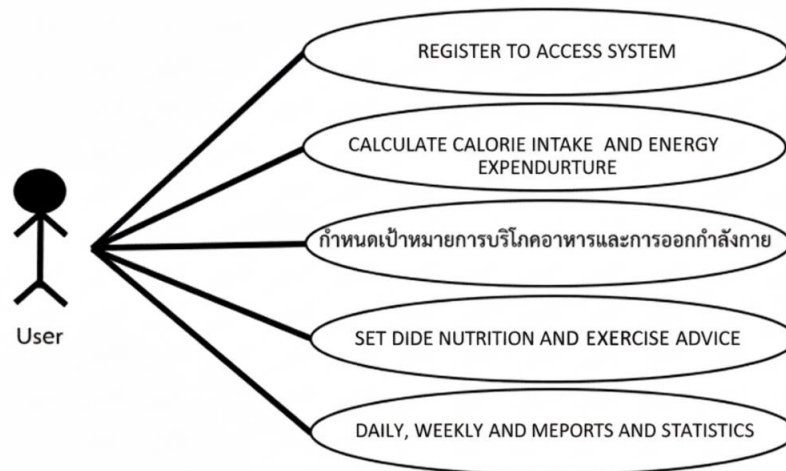 REGISTER TO ACCESS SYSTEM
CALCULATE CALORIE INTAKE AND ENERGY
EXPENDURTURE
กำหนดเป้าหมายการบริโภคอาหารและการออกกำลังกาย
User
SET DIDE NUTRITION AND EXERCISE ADVICE
DAILY, WEEKLY AND MEPORTS AND STATISTICS